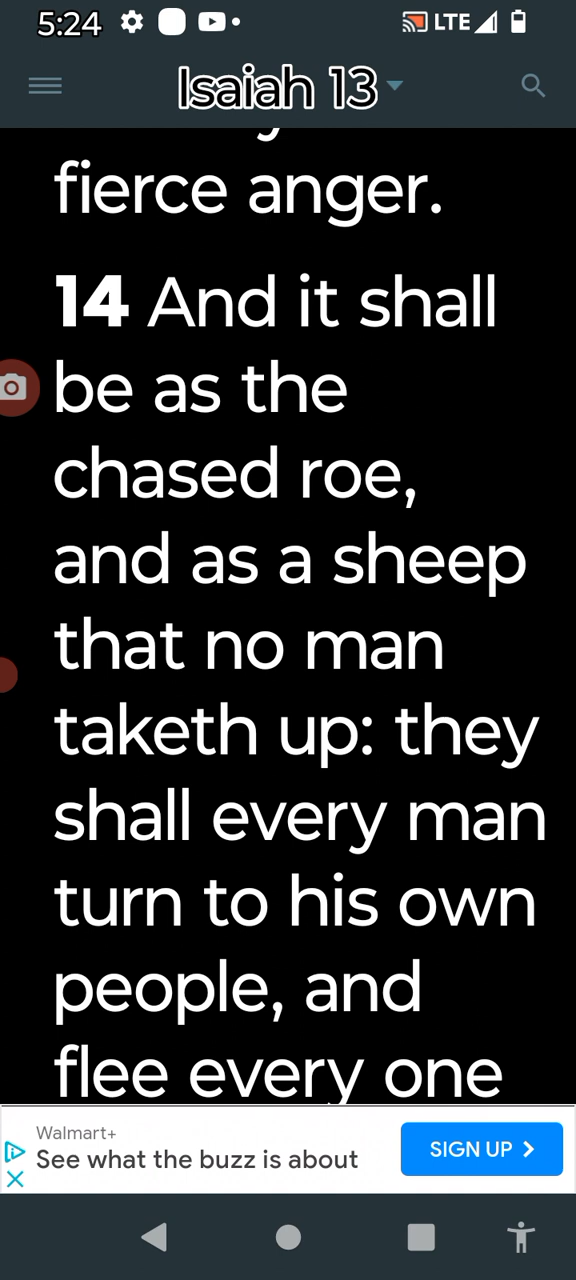 5:24 LTE
Isaiah 13
fierce anger.
14 And it shall
be as the
chased roe,
and as a sheep
that no man
taketh up: they
shall every man
turn to his own
people, and
flee every one
Walmart+
See what the buzz is about
SIGN UP